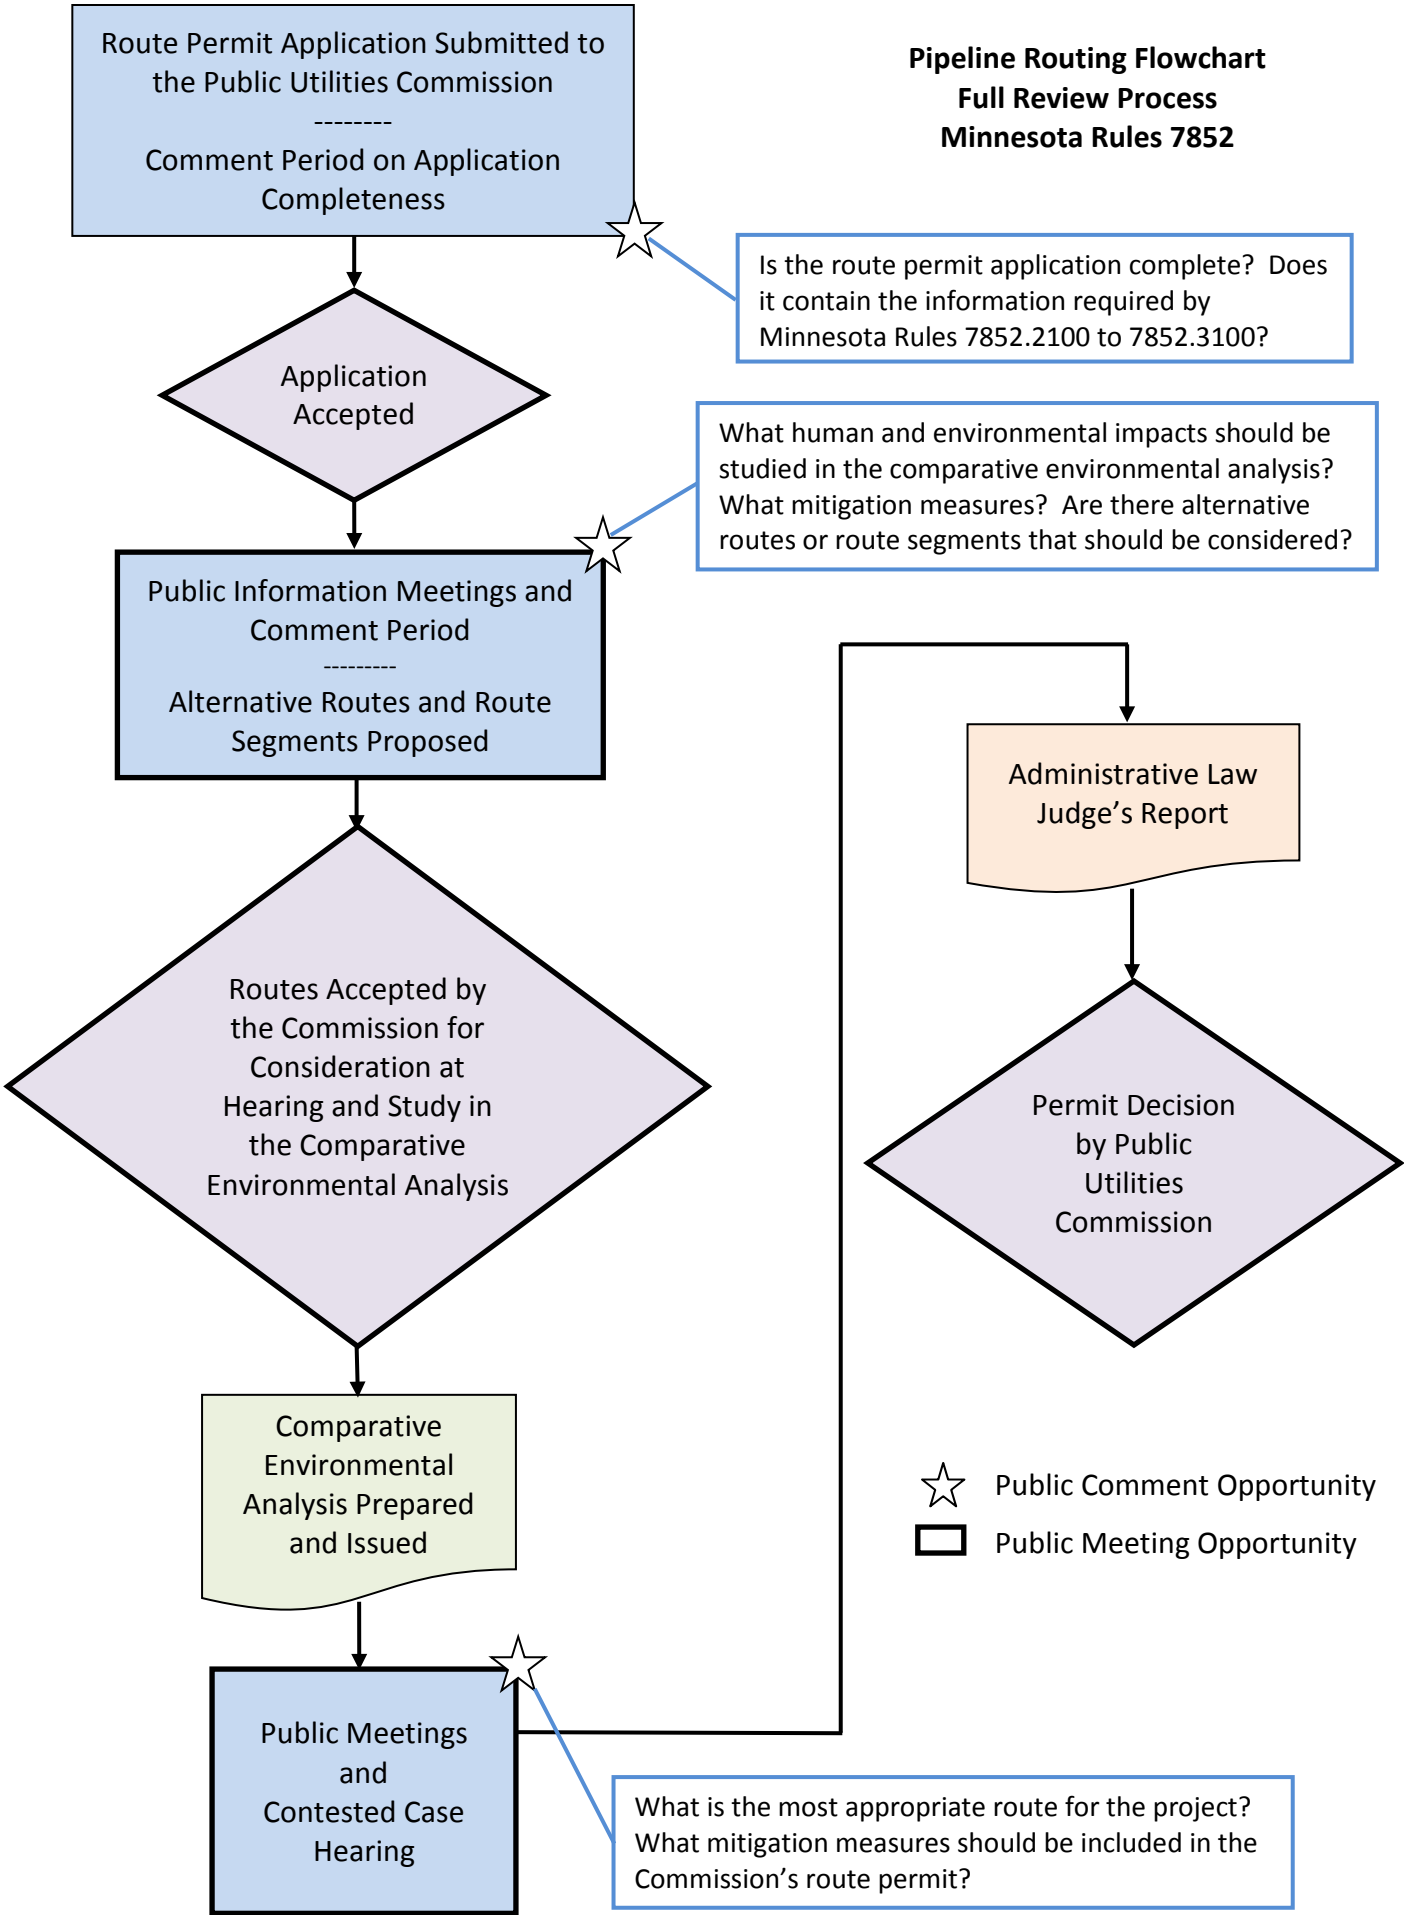 Route Permit Application Submitted to
the Public Utilities Commission
--------
Comment Period on Application
Completeness
Pipeline Routing Flowchart
Full Review Process
Minnesota Rules 7852
Is the route permit application complete?  Does
it contain the information required by
Minnesota Rules 7852.2100 to 7852.3100?
Application
Accepted
What human and environmental impacts should be
studied in the comparative environmental analysis?
What mitigation measures?  Are there alternative
routes or route segments that should be considered?
Public Information Meetings and
Comment Period
---------
Alternative Routes and Route
Segments Proposed
Routes Accepted by
the Commission for
Consideration at
Hearing and Study in
the Comparative
Environmental Analysis
Comparative
Environmental
Analysis Prepared
and Issued
Public Meetings
and
Contested Case
Hearing
What is the most appropriate route for the project?
What mitigation measures should be included in the
Commission’s route permit?
Administrative Law
Judge’s Report
Permit Decision
by Public
Utilities
Commission
Public Comment Opportunity
Public Meeting Opportunity